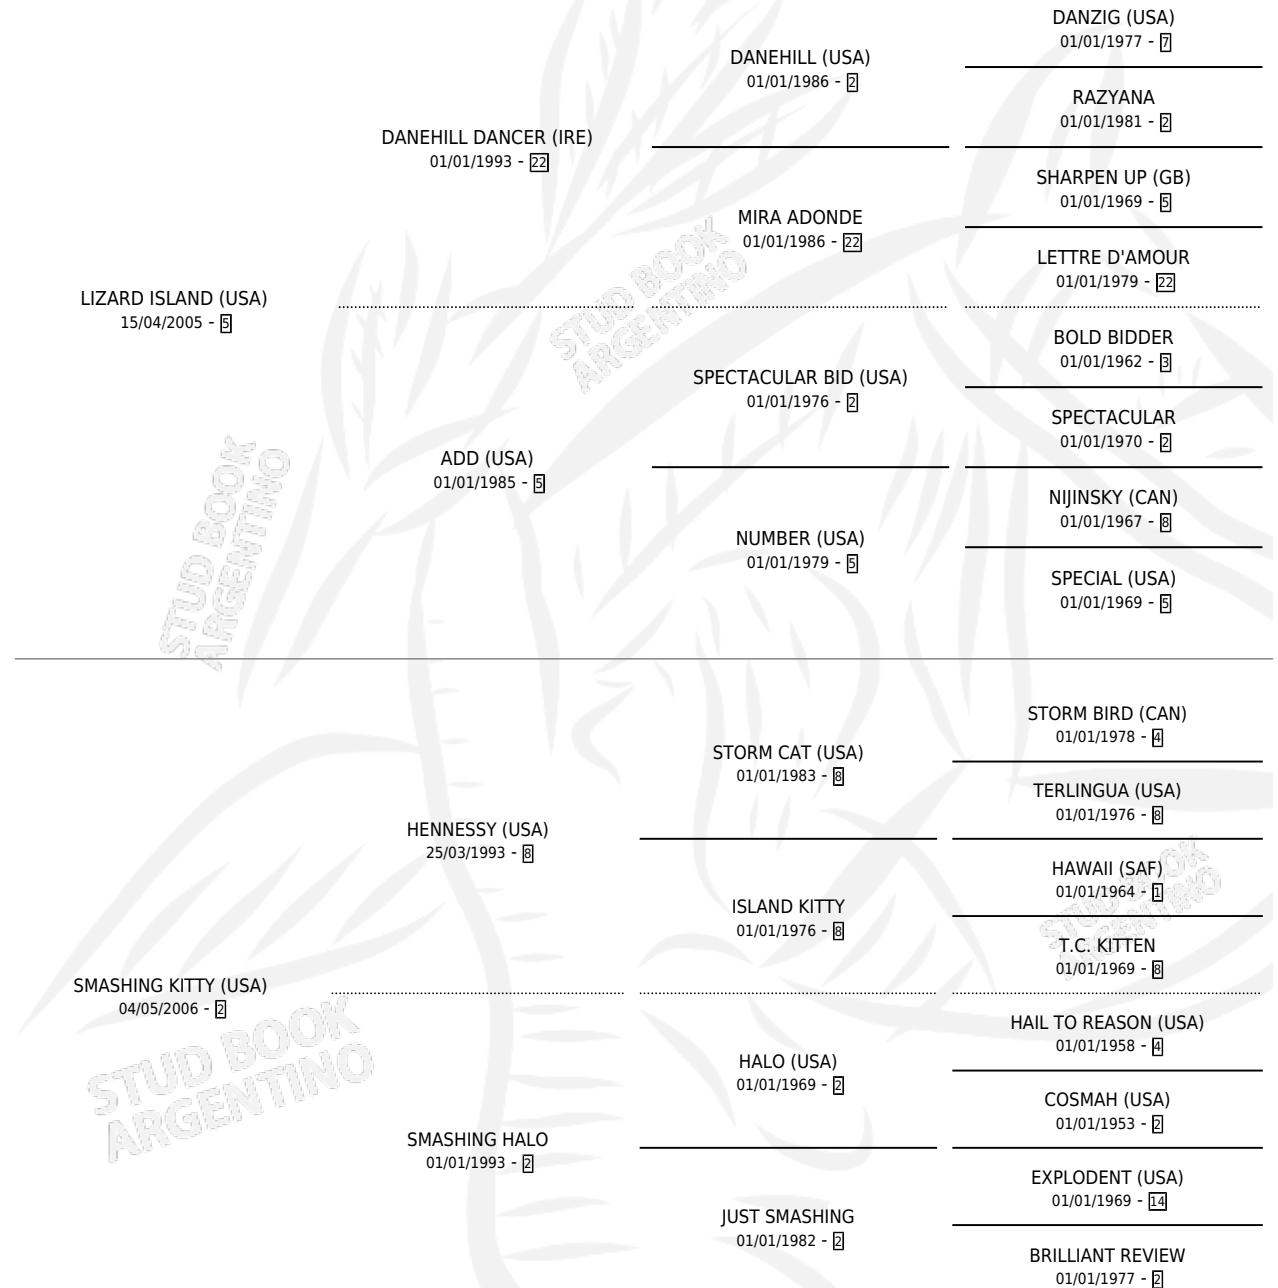 DANZIG (USA)
01/01/1977 - 7
DANEHILL (USA)
01/01/1986 - 2
RAZYANA
01/01/1981 - 2
DANEHILL DANCER (IRE)
01/01/1993 - 22
SHARPEN UP (GB)
01/01/1969 - 5
MIRA ADONDE
01/01/1986 - 22
LETTRE D'AMOUR
01/01/1979 - 22
LIZARD ISLAND (USA)
15/04/2005 - 5
STUD BOOK
ARGENTINO
BOLD BIDDER
01/01/1962 - 3
SPECTACULAR BID (USA)
01/01/1976 - 2
SPECTACULAR
01/01/1970 - 2
ADD (USA)
01/01/1985 - 5
NIJINSKY (CAN)
01/01/1967 - 8
NUMBER (USA)
01/01/1979 - 5
SPECIAL (USA)
01/01/1969 - 5
STUD BOOK
ARGENTINO
STORM BIRD (CAN)
01/01/1978 - 4
STORM CAT (USA)
01/01/1983 - 8
TERLINGUA (USA)
01/01/1976 - 8
HENNESSY (USA)
25/03/1993 - 8
HAWAII (SAF)
01/01/1964 - 1
ISLAND KITTY
01/01/1976 - 8
STUD BOOK
ARGENTINO
T.C. KITTEN
01/01/1969 - 8
SMASHING KITTY (USA)
04/05/2006 - 2
HAIL TO REASON (USA)
01/01/1958 - 4
STUD BOOK
ARGENTINO
HALO (USA)
01/01/1969 - 2
COSMAH (USA)
01/01/1953 - 2
SMASHING HALO
01/01/1993 - 2
EXPLODENT (USA)
01/01/1969 - 14
JUST SMASHING
01/01/1982 - 2
BRILLIANT REVIEW
01/01/1977 - 2